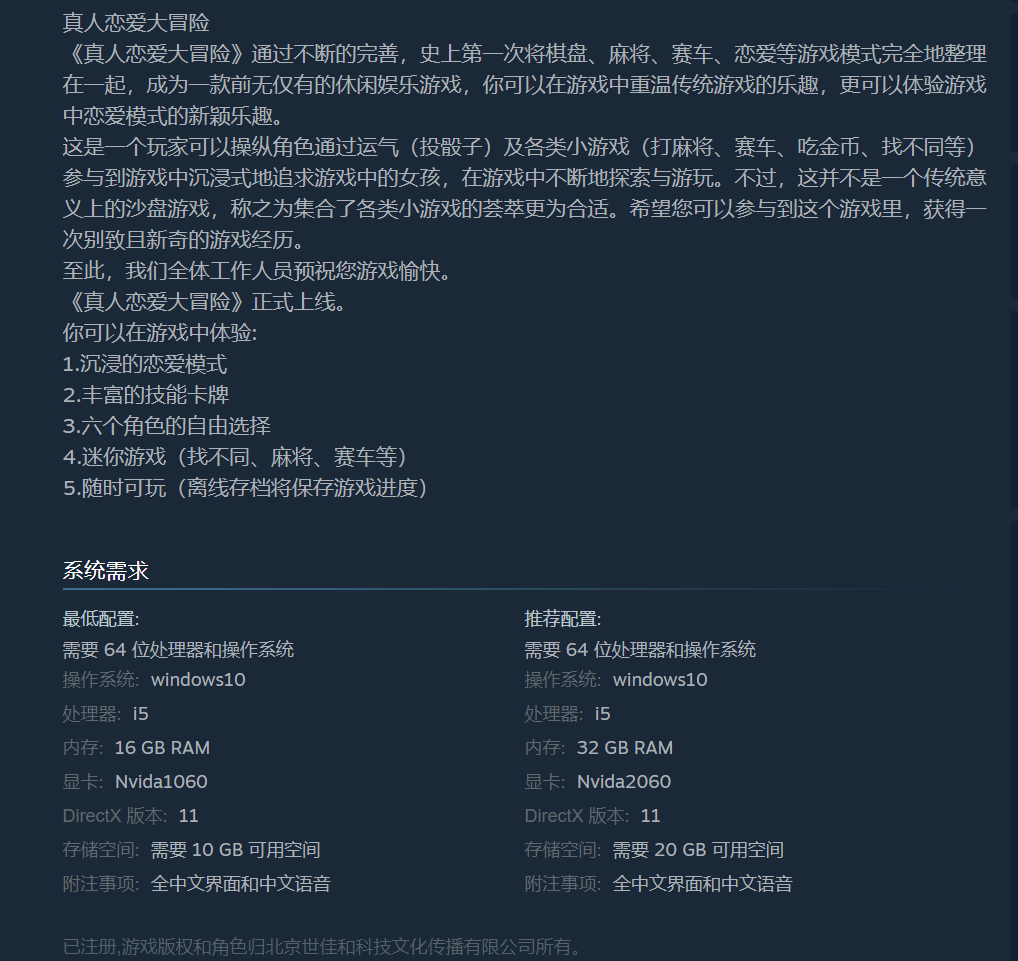 真人恋爱大冒险
《真人恋爱大冒险》通过不断的完善，史上第一次将棋盘、麻将、赛车、恋爱等游戏模式完全地整理
在一起，成为一款前无仅有的休闲娱乐游戏，你可以在游戏中重温传统游戏的乐趣，更可以体验游戏
中恋爱模式的新颖乐趣。
这是一个玩家可以操纵角色通过运气（投骰子）及各类小游戏（打麻将、赛车、吃金币、找不同等）
参与到游戏中沉浸式地追求游戏中的女孩，在游戏中不断地探索与游玩。不过，这并不是一个传统意
义上的沙盘游戏，称之为集合了各类小游戏的荟萃更为合适。希望您可以参与到这个游戏里，获得一
次别致且新奇的游戏经历。
至此，我们全体工作人员预祝您游戏愉快。
《真人恋爱大冒险》正式上线。
你可以在游戏中体验:
1.沉浸的恋爱模式
2.丰富的技能卡牌
3.六个角色的自由选择
4.迷你游戏（找不同、麻将、赛车等）
5.随时可玩（离线存档将保存游戏进度）
系统需求
最低配置:
需要 64 位处理器和操作系统
操作系统: windows10
处理器: i5
内存: 16 GB RAM
显卡: Nvida1060
DirectX 版本: 11
存储空间: 需要 10 GB 可用空间
附注事项: 全中文界面和中文语音
推荐配置:
需要 64 位处理器和操作系统
操作系统: windows10
处理器: i5
内存: 32 GB RAM
显卡: Nvida2060
DirectX 版本: 11
存储空间: 需要 20 GB 可用空间
附注事项: 全中文界面和中文语音
已注册,游戏版权和角色归北京世佳和科技文化传播有限公司所有。